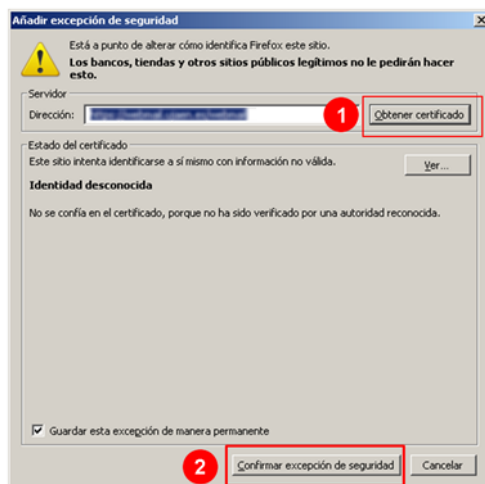 Añadir excepción de seguridad
Está a punto de alterar cómo identifica Firefox este sitio.
Los bancos, tiendas y otros sitios públicos legítimos no le pedirán hacer
esto.
Servidor
Dirección:
1
Obtener certificado
Estado del certificado
Este sitio intenta identificarse a sí mismo con información no válida.
Ver...
Identidad desconocida
No se confía en el certificado, porque no ha sido verificado por una autoridad reconocida.
Guardar esta excepción de manera permanente
2
Confirmar excepción de seguridad
Cancelar